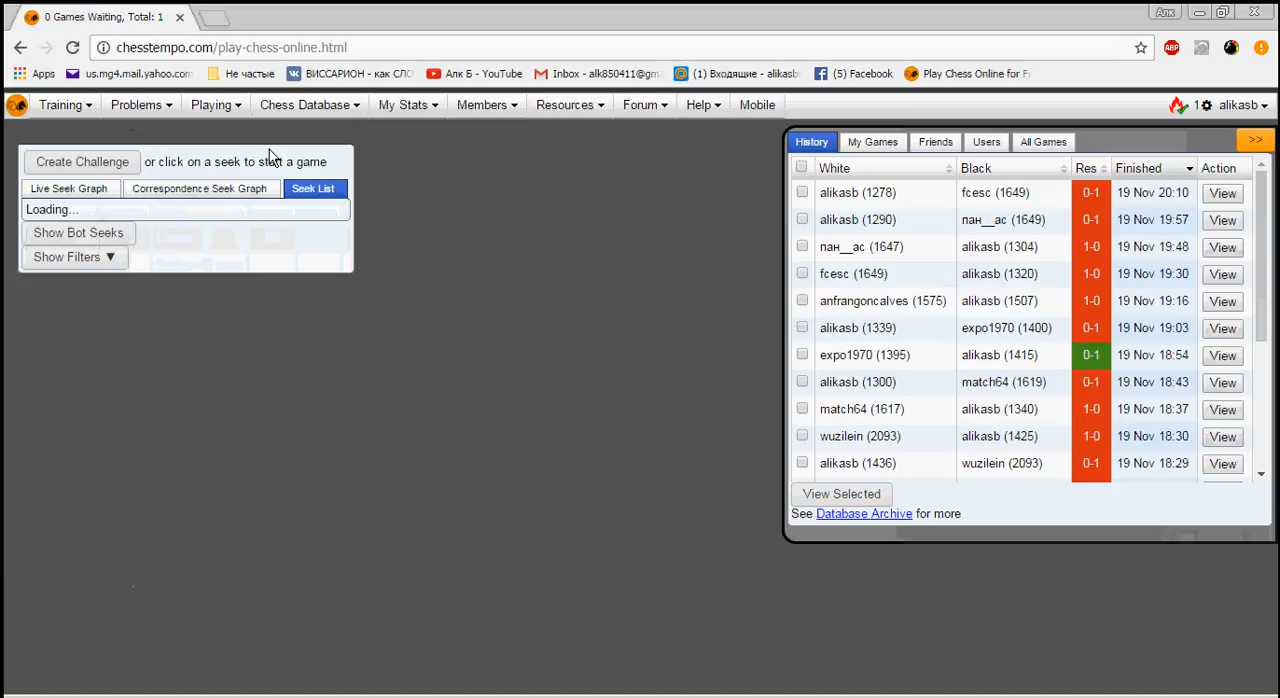 0 Games Waiting, Total: 1
Алк
chesstempo.com/play-chess-online.html
ABP
Apps us.mg4.mail.yahoo.com Не частые ВИССАРИОН - как СЛО Алк Б - YouTube Inbox - alk850411@gm (1) Входящие - alikasb (5) Facebook Play Chess Online for Fr
Training Problems Playing Chess Database My Stats Members Resources Forum Help Mobile 1 alikasb
Create Challenge or click on a seek to start a game
Live Seek Graph Correspondence Seek Graph Seek List
Loading...
Show Bot Seeks
Show Filters ▼
History My Games Friends Users All Games >>
White Black Res Finished Action
alikasb (1278) fcesc (1649) 0-1 19 Nov 20:10 View
alikasb (1290) пан__ас (1649) 0-1 19 Nov 19:57 View
пан__ас (1647) alikasb (1304) 1-0 19 Nov 19:48 View
fcesc (1649) alikasb (1320) 1-0 19 Nov 19:30 View
anfrangoncalves (1575) alikasb (1507) 1-0 19 Nov 19:16 View
alikasb (1339) expo1970 (1400) 0-1 19 Nov 19:03 View
expo1970 (1395) alikasb (1415) 0-1 19 Nov 18:54 View
alikasb (1300) match64 (1619) 0-1 19 Nov 18:43 View
match64 (1617) alikasb (1340) 1-0 19 Nov 18:37 View
wuzilein (2093) alikasb (1425) 1-0 19 Nov 18:30 View
alikasb (1436) wuzilein (2093) 0-1 19 Nov 18:29 View
View Selected
See Database Archive for more